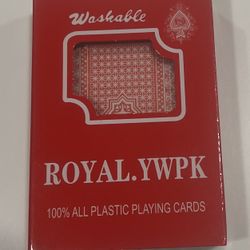 Washable
ROYAL.YWPK
100% ALL PLASTIC PLAYING CARDS